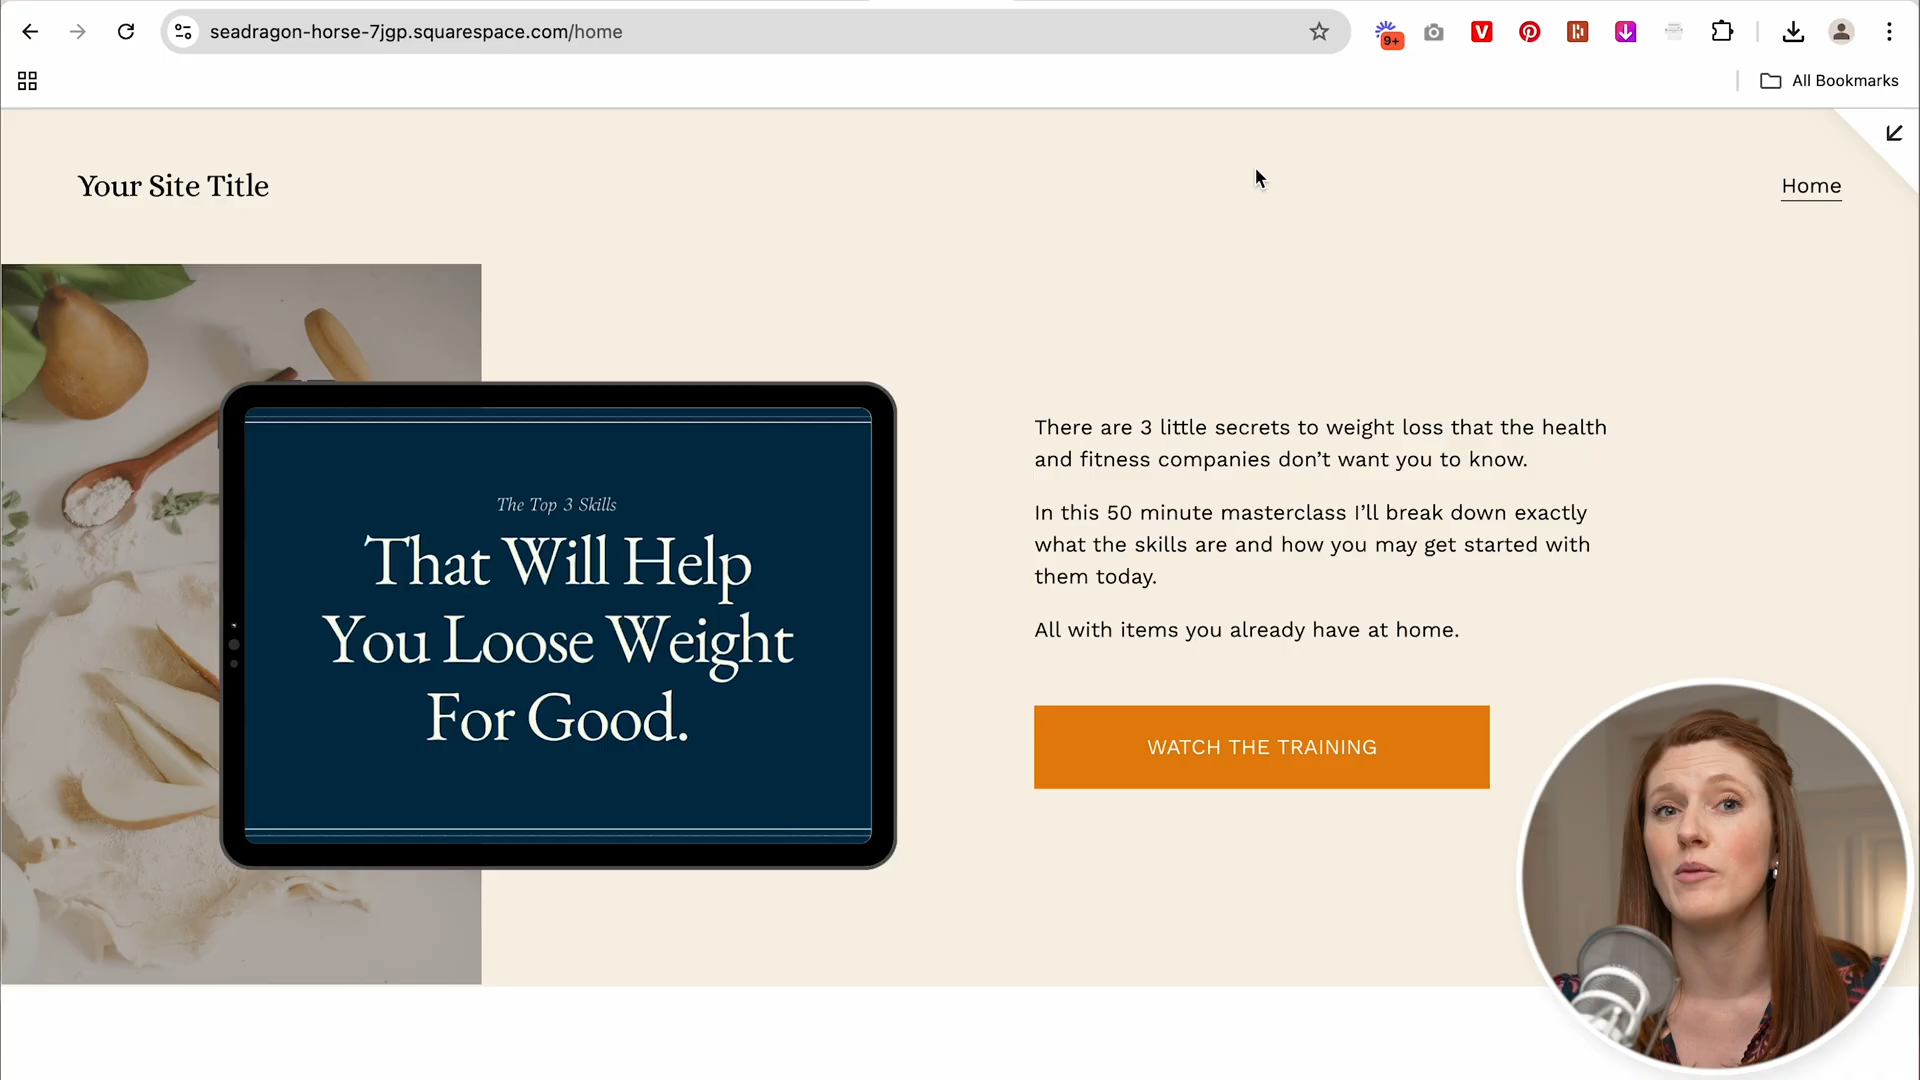 seadragon-horse-7jgp.squarespace.com/home
9+
All Bookmarks
Your Site Title
Home
The Top 3 Skills
That Will Help
You Loose Weight
For Good.
There are 3 little secrets to weight loss that the health
and fitness companies don’t want you to know.
In this 50 minute masterclass I’ll break down exactly
what the skills are and how you may get started with
them today.
All with items you already have at home.
WATCH THE TRAINING